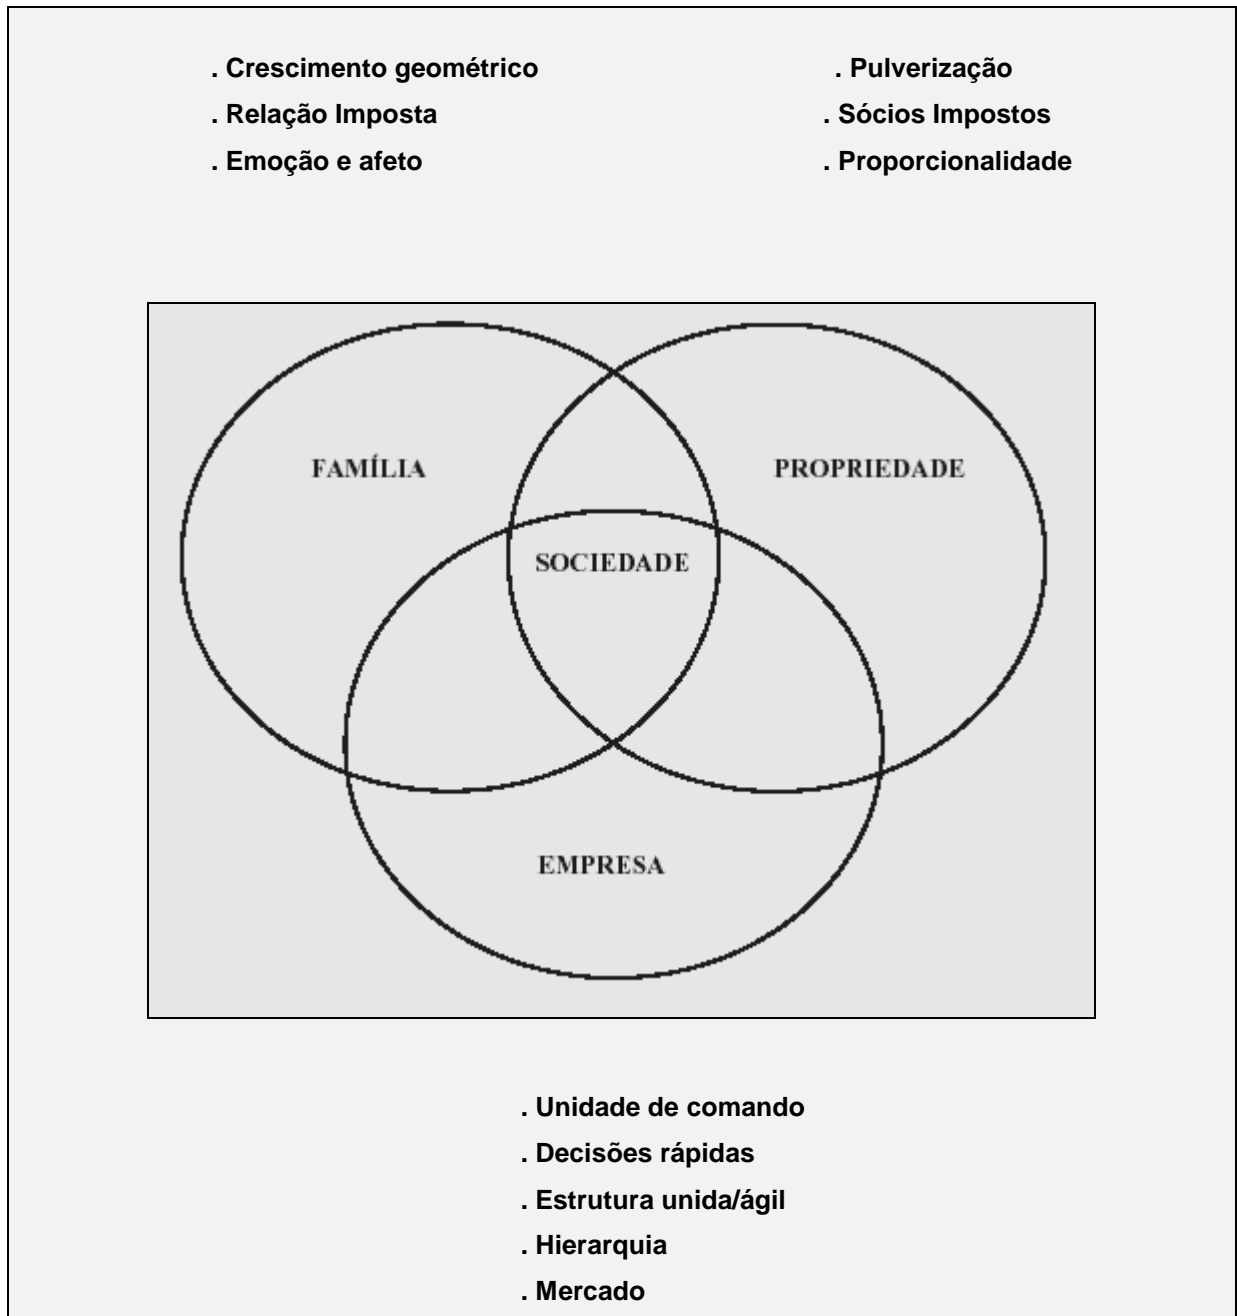 . Crescimento geométrico
. Pulverização
. Relação Imposta
. Sócios Impostos
. Emoção e afeto
. Proporcionalidade
FAMÍLIA
PROPRIEDADE
SOCIEDADE
EMPRESA
. Unidade de comando
. Decisões rápidas
. Estrutura unida/ágil
. Hierarquia
. Mercado